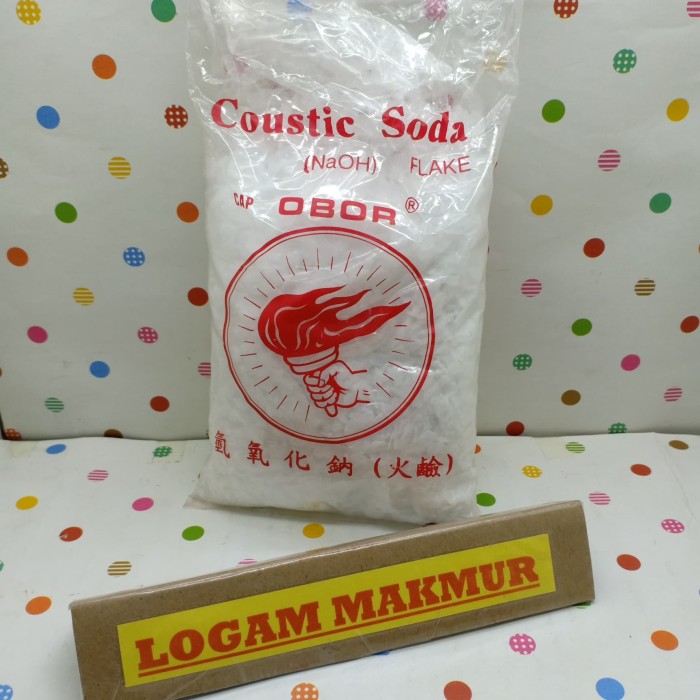 Coustic Soda
(NaOH) FLAKE
CAP OBOR ®
氫氧化鈉(火鹼)
LOGAM MAKMUR